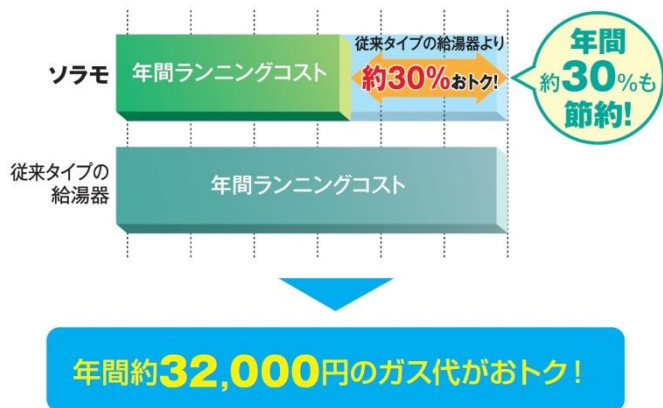 従来タイプの給湯器より
ソラモ
年間ランニングコスト
約30%おトク!
年間
約30%も
節約!
従来タイプの
給湯器
年間ランニングコスト
年間約32,000円のガス代がおトク!